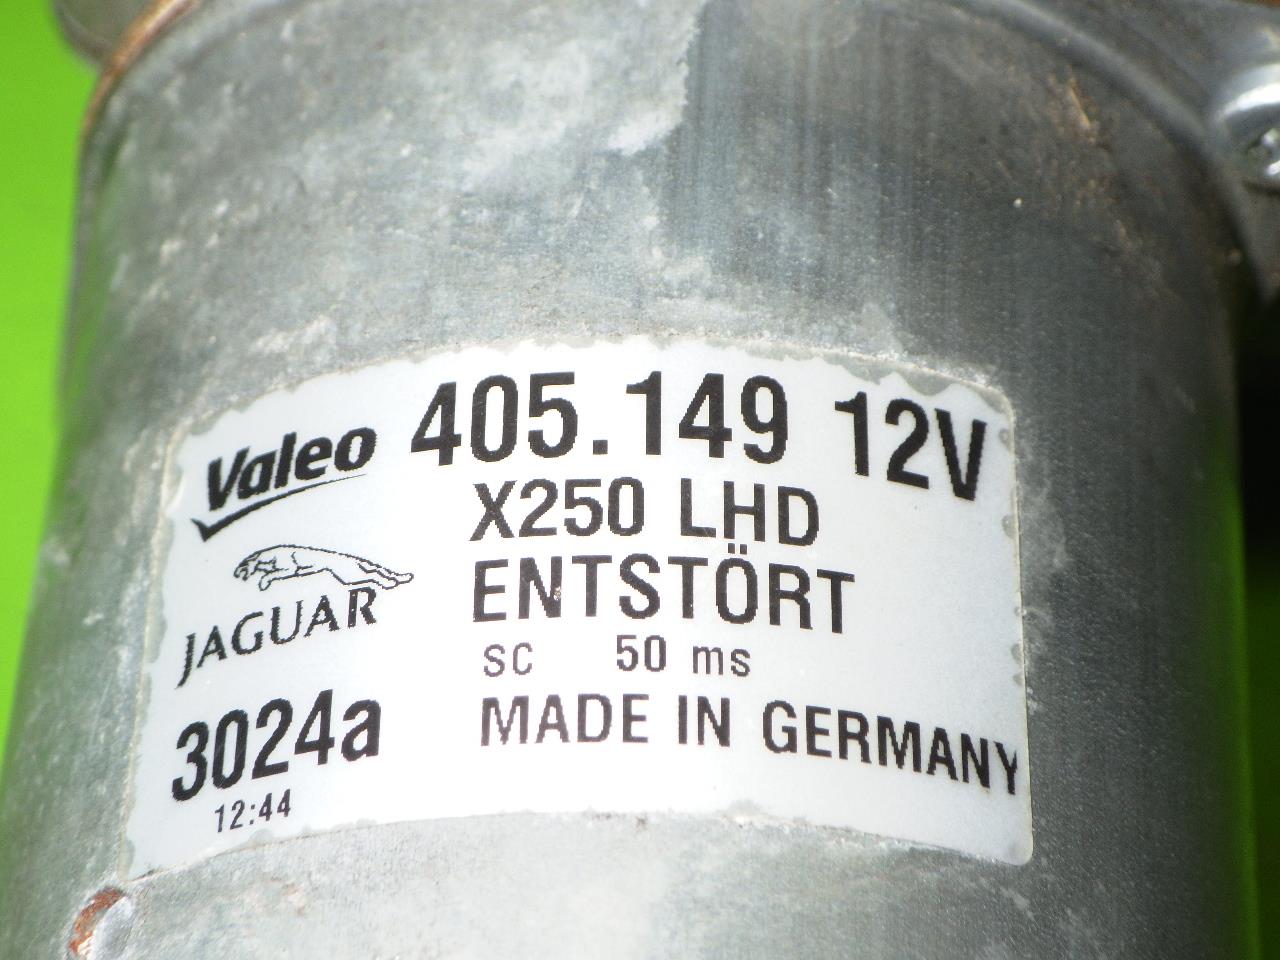 Valeo 405.149 12V
X250 LHD
JAGUAR ENTSTÖRT
SC 50 ms
3024a MADE IN GERMANY
12:44